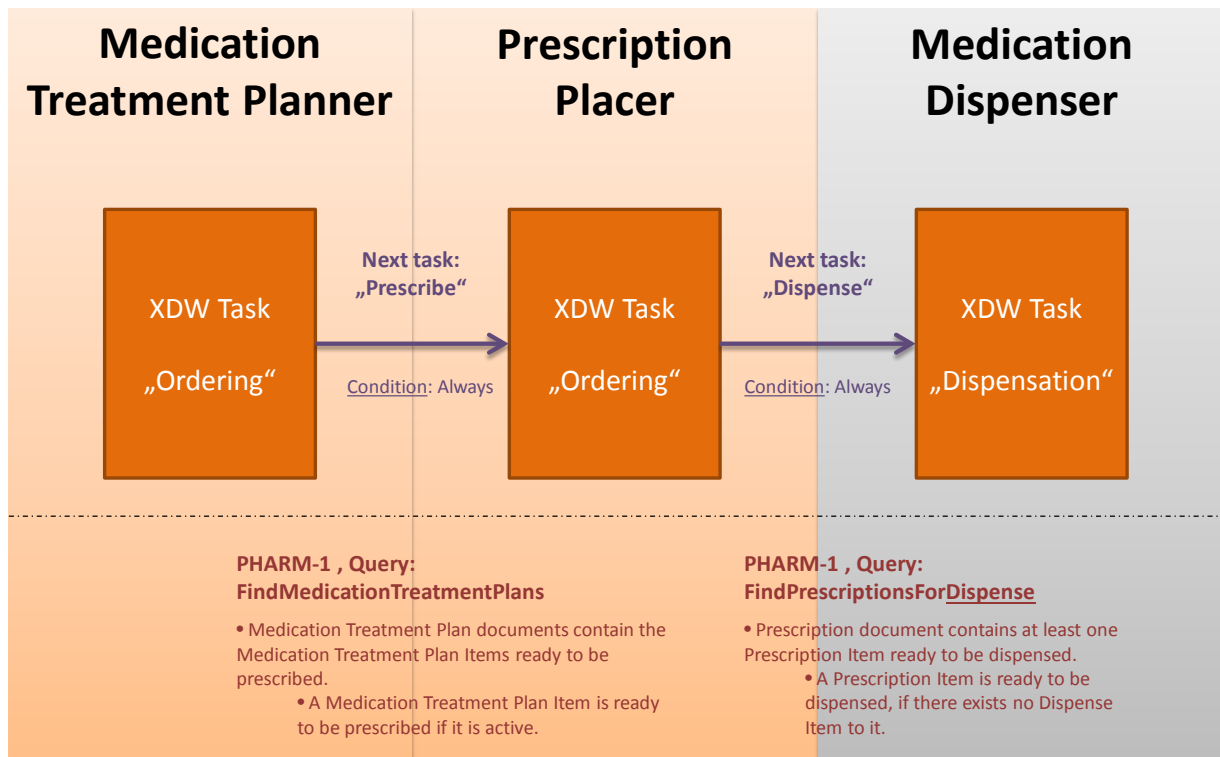 Medication
Treatment Planner
Prescription
Placer
Medication
Dispenser
XDW Task
„Ordering“
Next task:
„Prescribe“
Condition: Always
XDW Task
„Ordering“
Next task:
„Dispense“
Condition: Always
XDW Task
„Dispensation“
PHARM-1 , Query:
FindMedicationTreatmentPlans
• Medication Treatment Plan documents contain the
Medication Treatment Plan Items ready to be
prescribed.
• A Medication Treatment Plan Item is ready
to be prescribed if it is active.
PHARM-1 , Query:
FindPrescriptionsForDispense
• Prescription document contains at least one
Prescription Item ready to be dispensed.
• A Prescription Item is ready to be
dispensed, if there exists no Dispense
Item to it.